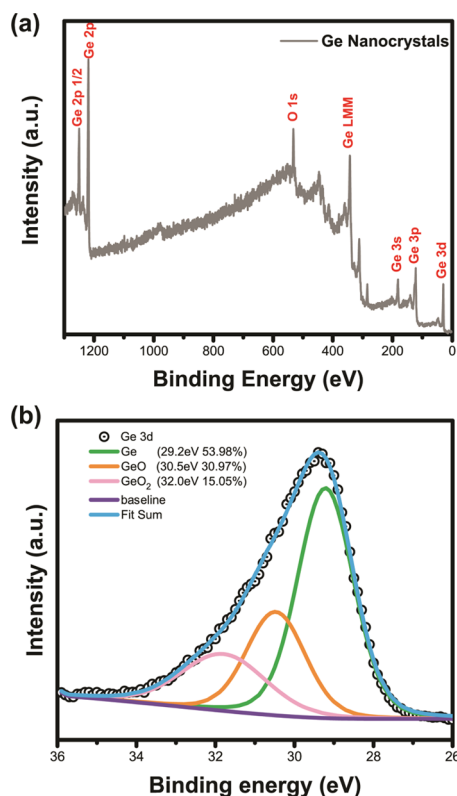 (a)
Ge Nanocrystals
Ge 2p 1/2
Ge 2p
O 1s
Ge LMM
Ge 3s
Ge 3p
Ge 3d
Intensity (a.u.)
1200 1000 800 600 400 200 0
Binding Energy (eV)
(b)
Ge 3d
Ge (29.2eV 53.98%)
GeO (30.5eV 30.97%)
GeO₂ (32.0eV 15.05%)
baseline
Fit Sum
Intensity (a.u.)
36 34 32 30 28 26
Binding energy (eV)